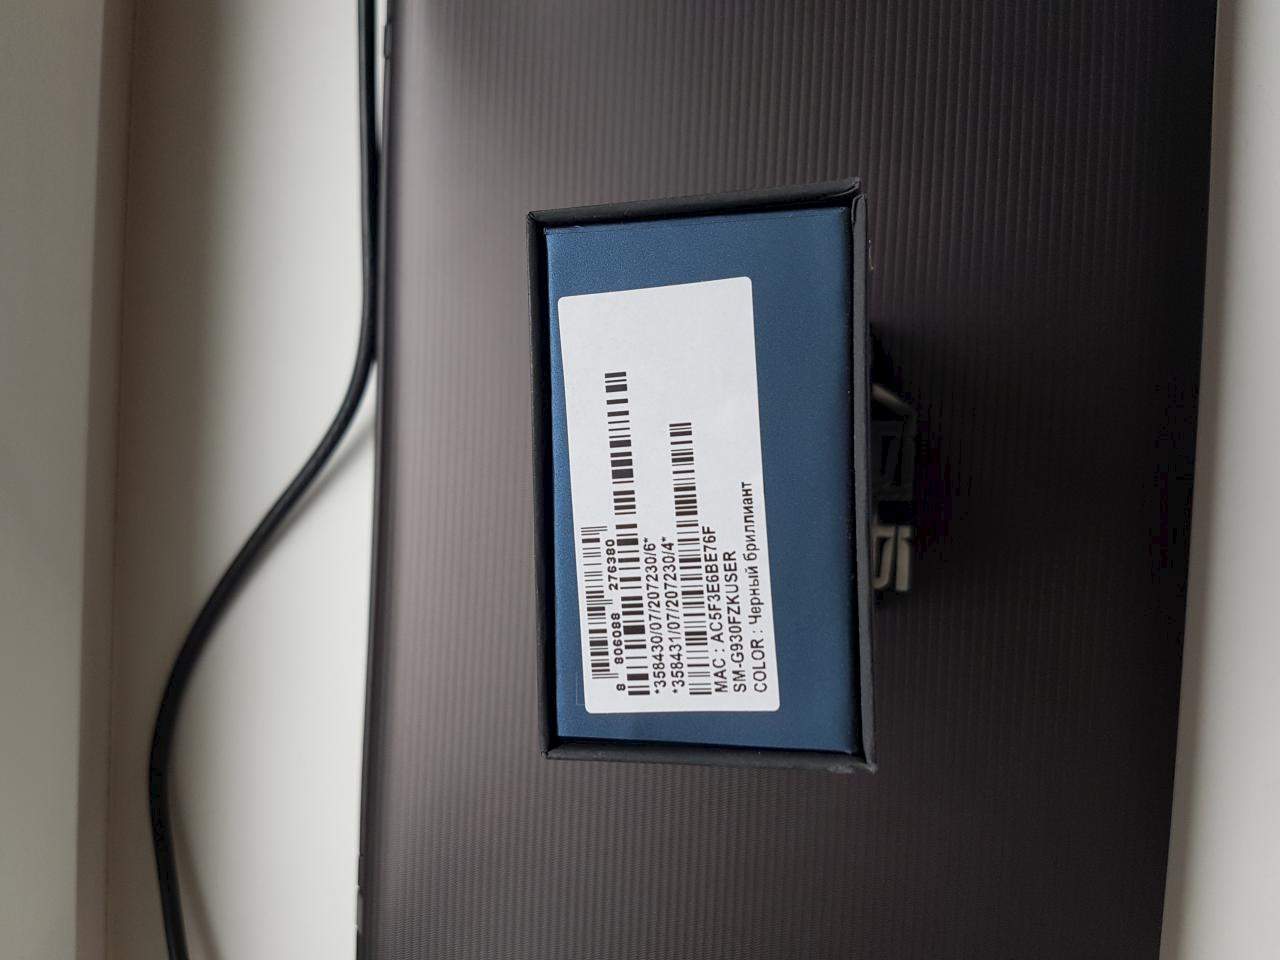 8 806088 276380
*358430/07/207230/6*
*358431/07/207230/4*
MAC : AC5F3E6BE76F
SM-G930FZKUSER
COLOR : Черный бриллиант